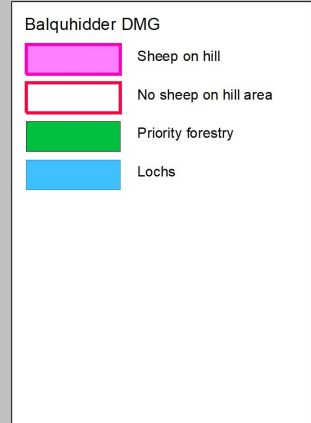 Balquhidder DMG
Sheep on hill
No sheep on hill area
Priority forestry
Lochs